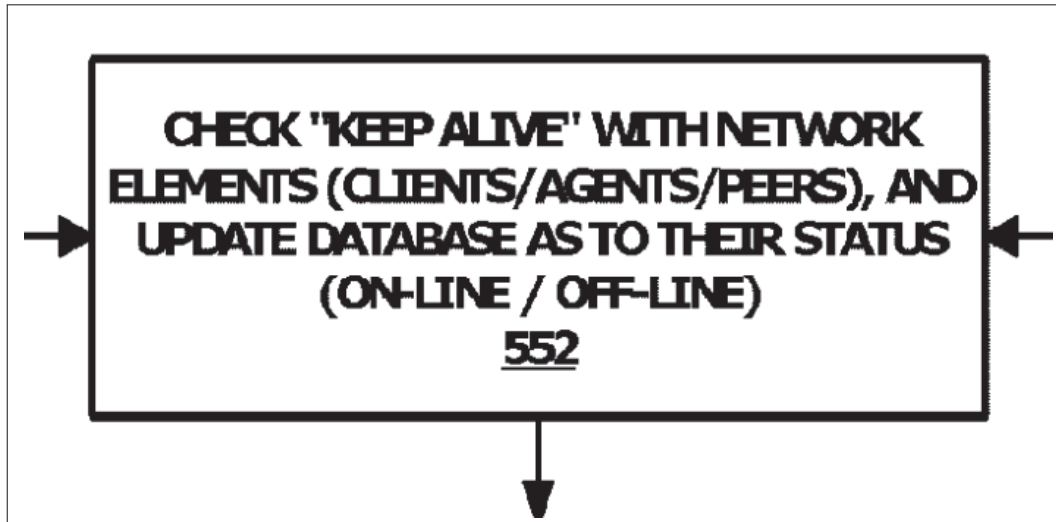 CHECK "KEEP ALIVE" WITH NETWORK
ELEMENTS (CLIENTS/AGENTS/PEERS), AND
UPDATE DATABASE AS TO THEIR STATUS
(ON-LINE / OFF-LINE)
552